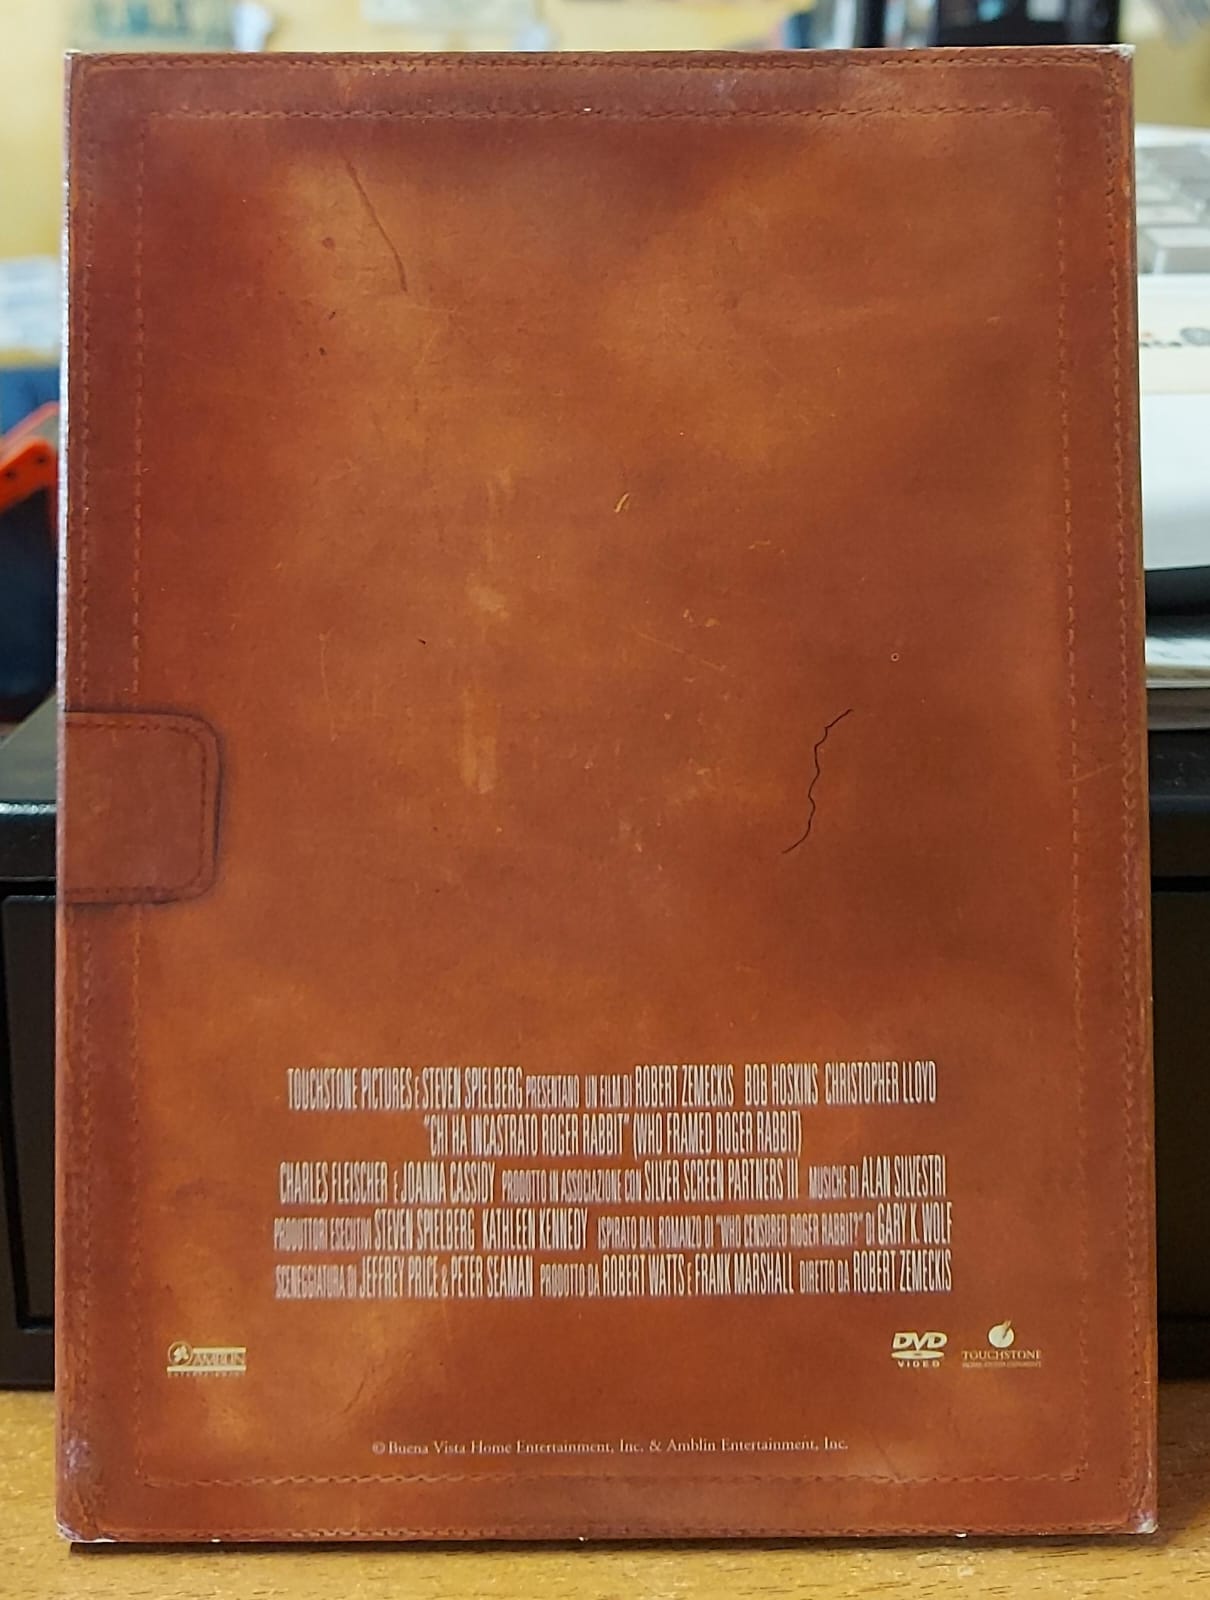 TOUCHSTONE PICTURES E STEVEN SPIELBERG PRESENTANO UN FILM DI ROBERT ZEMECKIS BOB HOSKINS CHRISTOPHER LLOYD
"CHI HA INCASTRATO ROGER RABBIT" (WHO FRAMED ROGER RABBIT)
CHARLES FLEISCHER E JOANNA CASSIDY PRODOTTO IN ASSOCIAZIONE CON SILVER SCREEN PARTNERS III MUSICHE DI ALAN SILVESTRI
PRODUTTORI ESECUTIVI STEVEN SPIELBERG KATHLEEN KENNEDY ISPIRATO DAL ROMANZO DI "WHO CENSORED ROGER RABBIT?" DI GARY K. WOLF
SCENEGGIATURA DI JEFFREY PRICE & PETER SEAMAN PRODOTTO DA ROBERT WATTS E FRANK MARSHALL DIRETTO DA ROBERT ZEMECKIS
AMBLIN
ENTERTAINMENT
DVD
VIDEO
TOUCHSTONE
HOME ENTERTAINMENT
© Buena Vista Home Entertainment, Inc. & Amblin Entertainment, Inc.